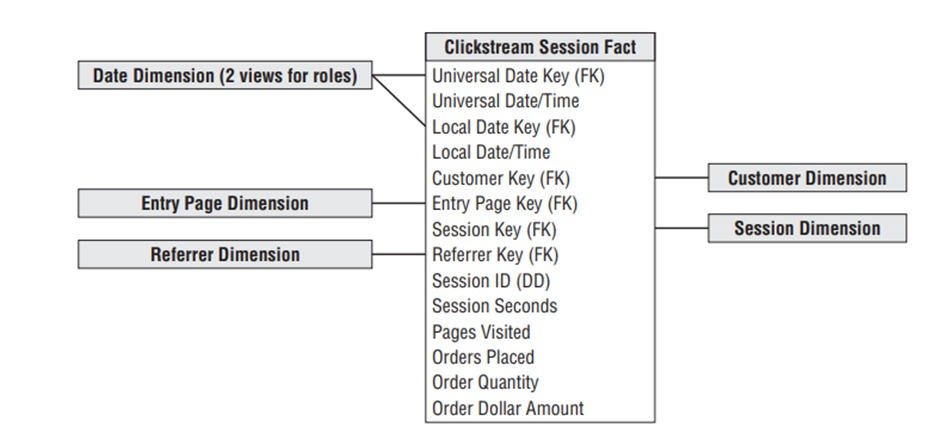 Clickstream Session Fact
Date Dimension (2 views for roles)
Universal Date Key (FK)
Universal Date/Time
Local Date Key (FK)
Local Date/Time
Customer Key (FK)
Customer Dimension
Entry Page Dimension
Entry Page Key (FK)
Session Key (FK)
Session Dimension
Referrer Dimension
Referrer Key (FK)
Session ID (DD)
Session Seconds
Pages Visited
Orders Placed
Order Quantity
Order Dollar Amount